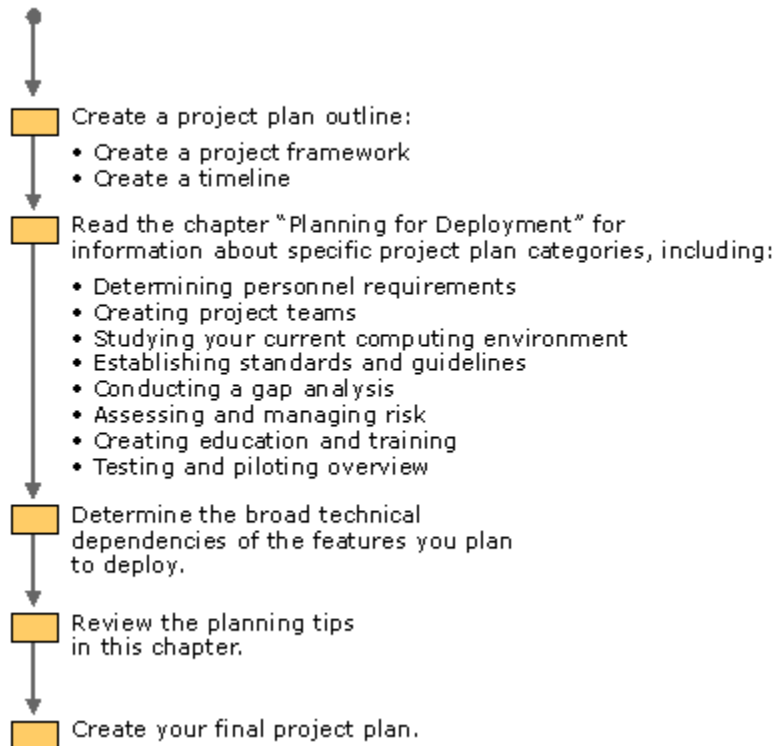 Create a project plan outline:
• Create a project framework
• Create a timeline
Read the chapter “Planning for Deployment” for
information about specific project plan categories, including:
• Determining personnel requirements
• Creating project teams
• Studying your current computing environment
• Establishing standards and guidelines
• Conducting a gap analysis
• Assessing and managing risk
• Creating education and training
• Testing and piloting overview
Determine the broad technical
dependencies of the features you plan
to deploy.
Review the planning tips
in this chapter.
Create your final project plan.